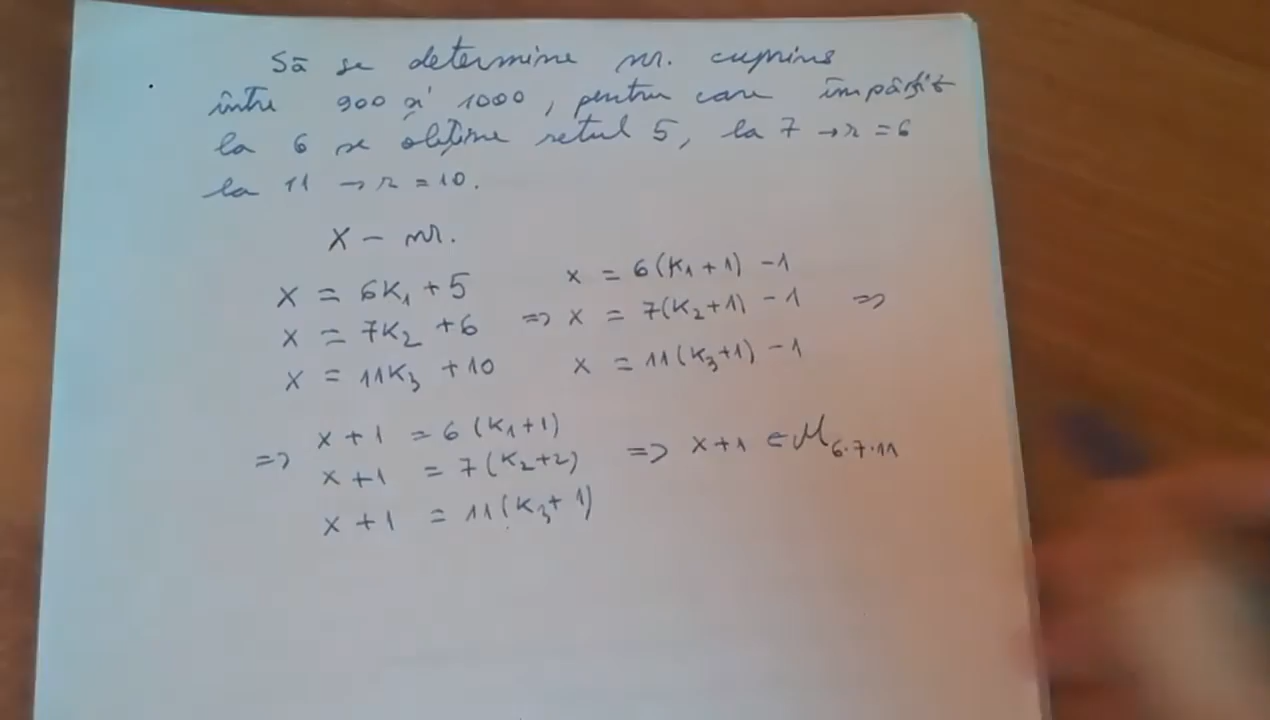 Să se determine nr. cuprins
între 900 și 1000, pentru care împărțit
la 6 se obține retul 5, la 7 → r = 6
la 11 → r = 10.
X – nr.
x = 6K₁ + 5
x = 7K₂ + 6
x = 11K₃ + 10
=>
x = 6(K₁ + 1) – 1
x = 7(K₂ + 1) – 1
x = 11(K₃ + 1) – 1
=>
=>
x + 1 = 6 (K₁ + 1)
x + 1 = 7 (K₂ + 2)
x + 1 = 11 (K₃ + 1)
=> x + 1 ∈ M₆.₇.₁₁